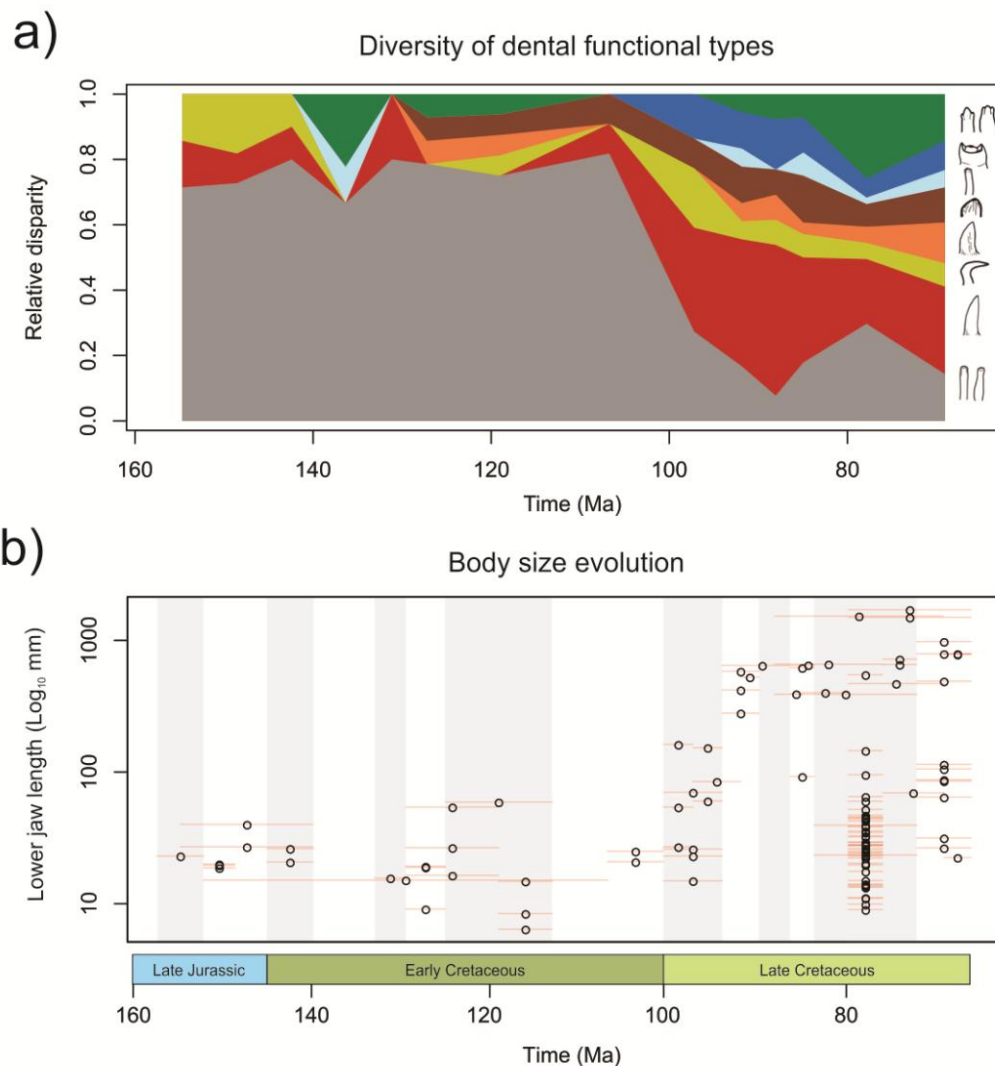 a)
Diversity of dental functional types
Relative disparity
1.0
0.8
0.6
0.4
0.2
0.0
160 140 120 100 80
Time (Ma)
b)
Body size evolution
Lower jaw length (Log10 mm)
1000
100
10
Late Jurassic Early Cretaceous Late Cretaceous
160 140 120 100 80
Time (Ma)